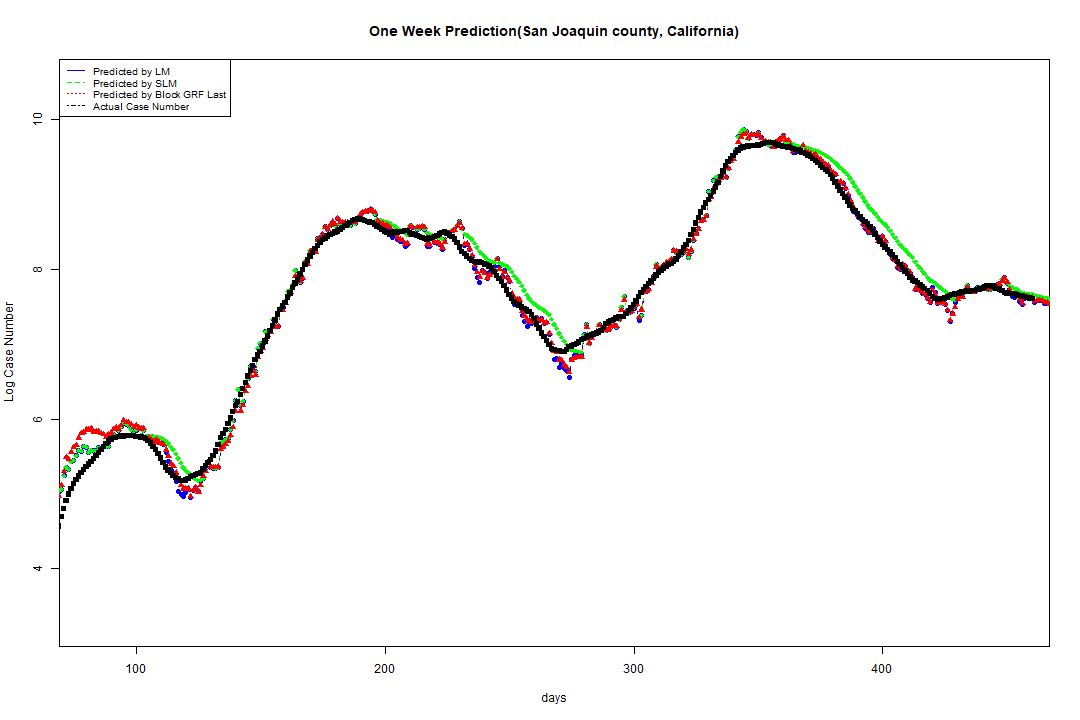 One Week Prediction(San Joaquin county, California)
Predicted by LM
Predicted by SLM
Predicted by Block GRF Last
Actual Case Number
10
8
6
4
Log Case Number
100 200 300 400
days